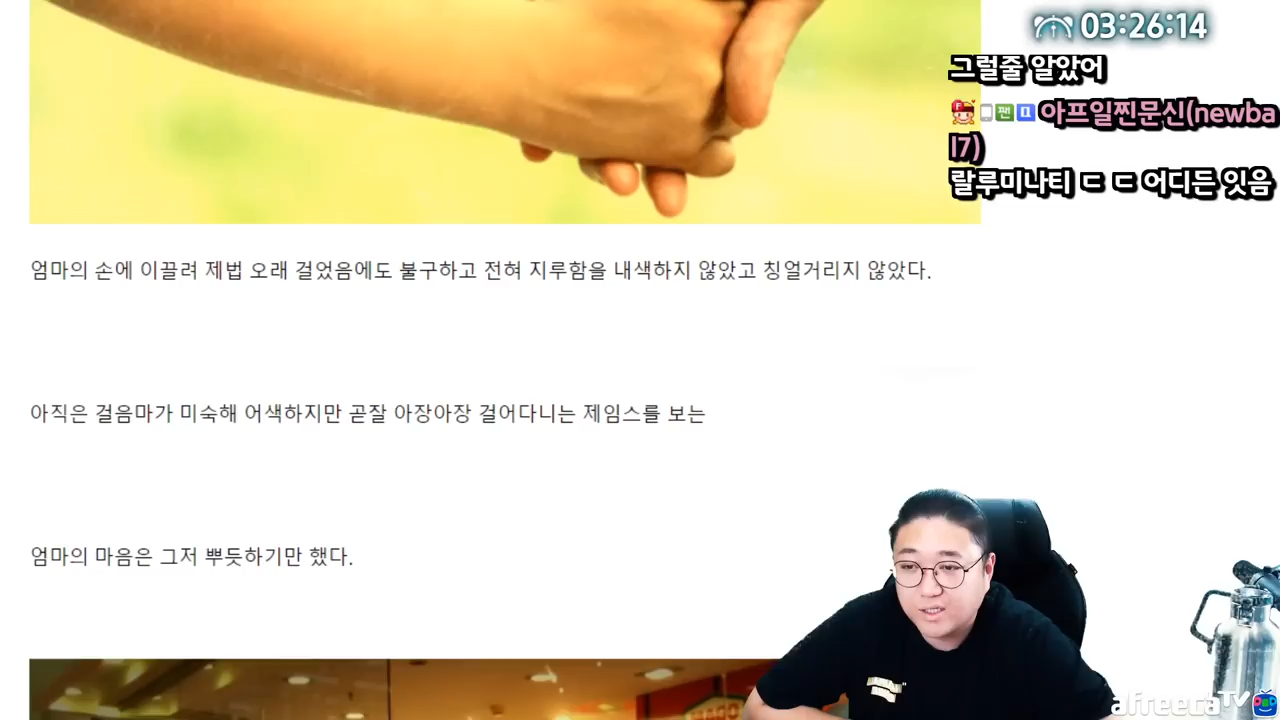 03:26:14
그럴줄 알았어
아프일찐문신(newba
l7)
랄루미나티 ㄷ ㄷ 어디든 잇음
엄마의 손에 이끌려 제법 오래 걸었음에도 불구하고 전혀 지루함을 내색하지 않았고 칭얼거리지 않았다.
아직은 걸음마가 미숙해 어색하지만 곧잘 아장아장 걸어다니는 제임스를 보는
엄마의 마음은 그저 뿌듯하기만 했다.
afreecaTV